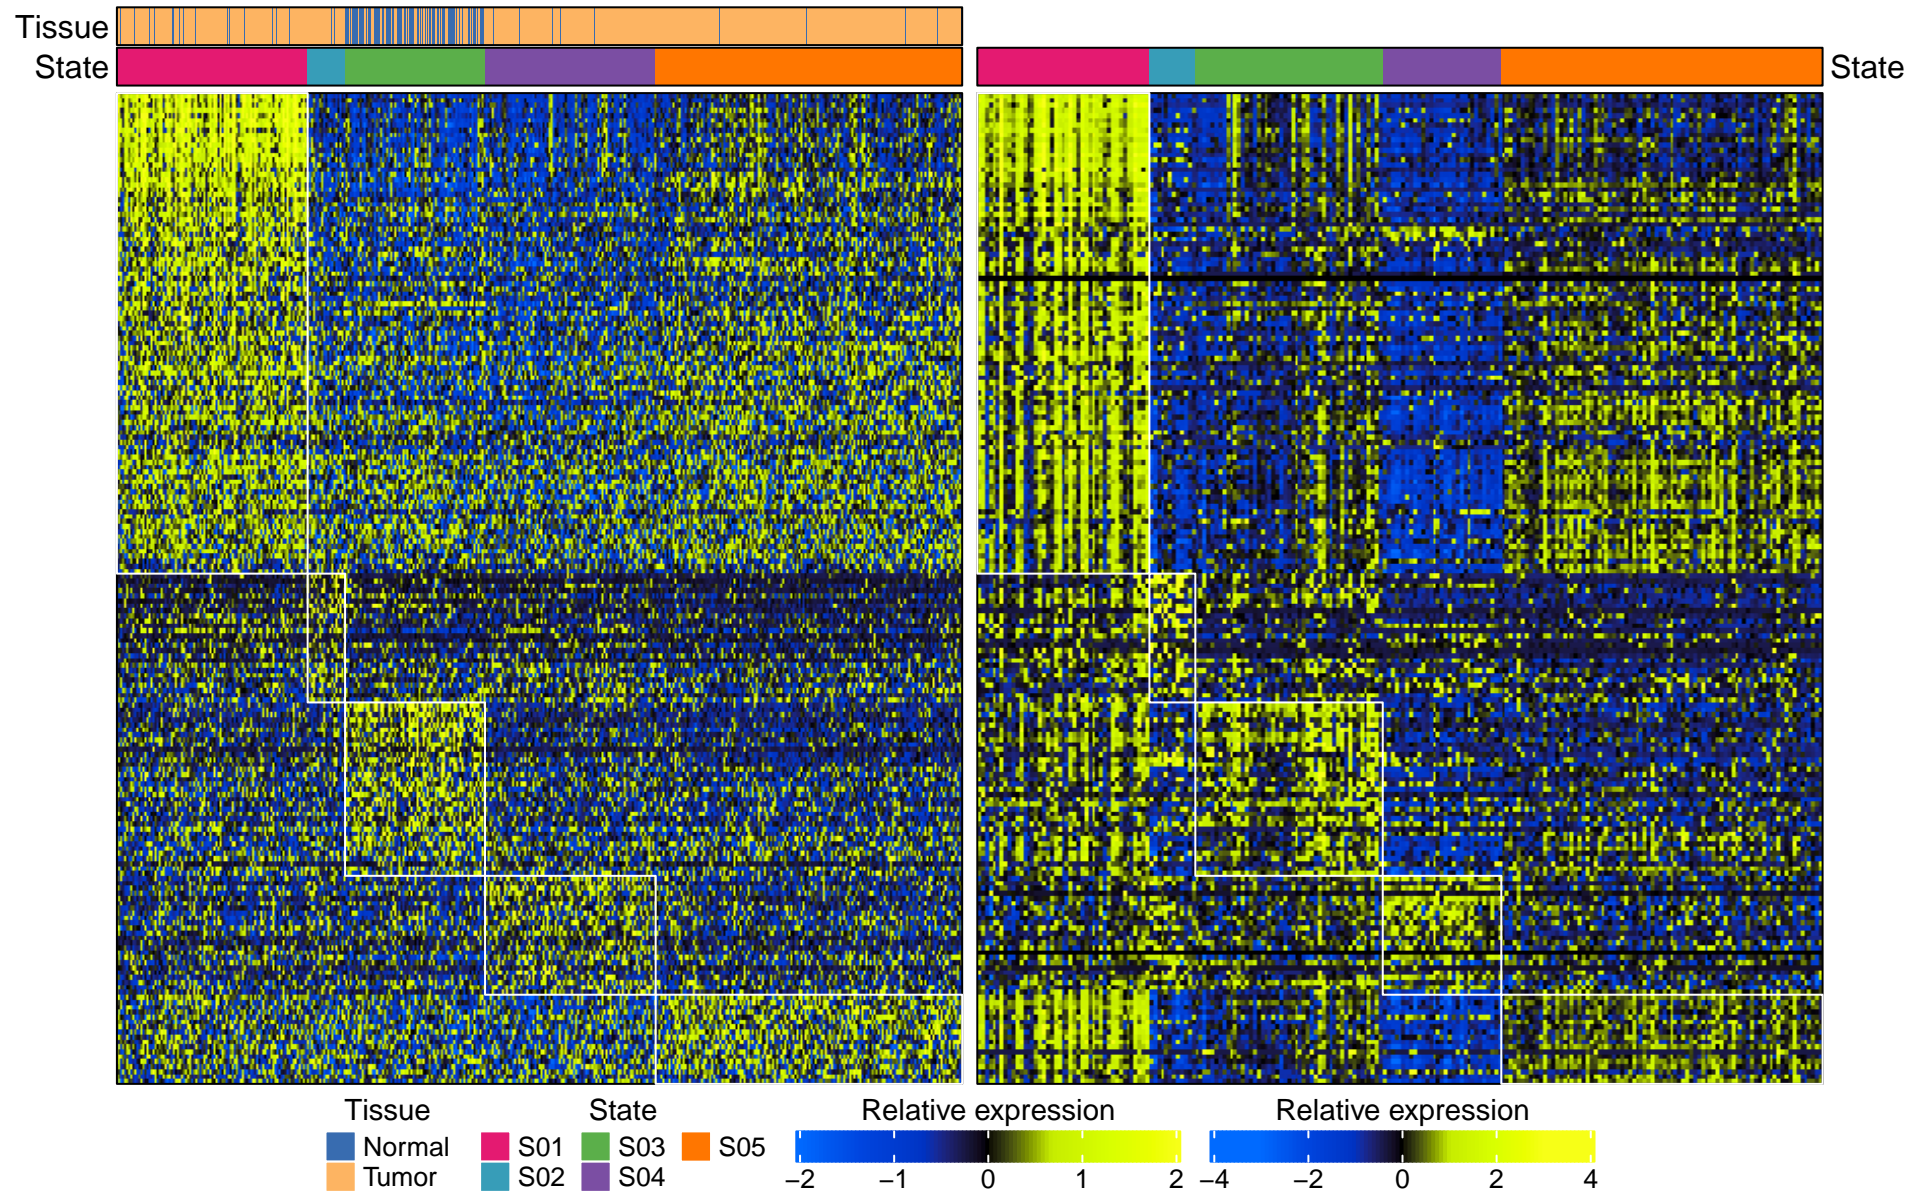 Tissue
State
State
Tissue
Normal
Tumor
State
S01
S03
S05
S02
S04
Relative expression
−2 −1 0 1 2
Relative expression
−4 −2 0 2 4